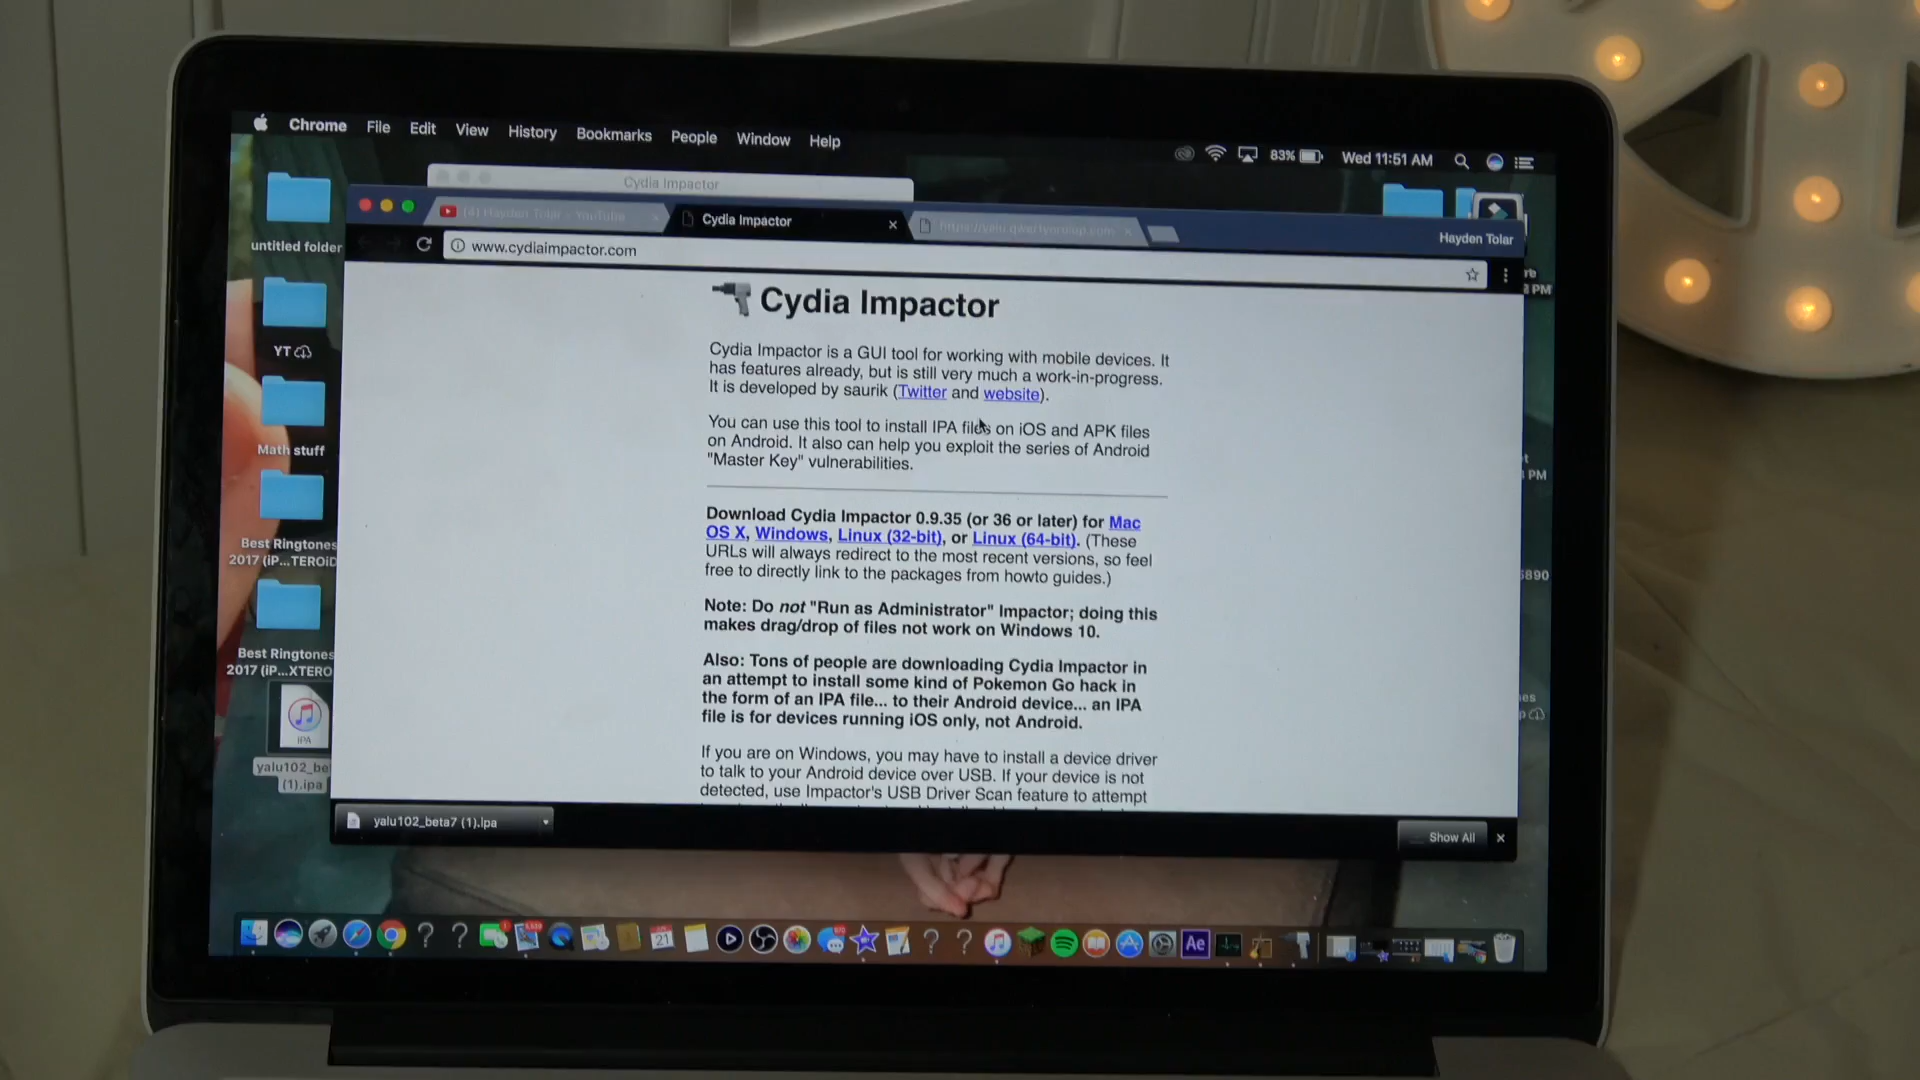 Chrome File Edit View History Bookmarks People Window Help
83% Wed 11:51 AM
Cydia Impactor
(4) Hayden Tolar - YouTube
Cydia Impactor
Hayden Tolar
www.cydiaimpactor.com
Cydia Impactor
Cydia Impactor is a GUI tool for working with mobile devices. It
has features already, but is still very much a work-in-progress.
It is developed by saurik (Twitter and website).
You can use this tool to install IPA files on iOS and APK files
on Android. It also can help you exploit the series of Android
"Master Key" vulnerabilities.
Download Cydia Impactor 0.9.35 (or 36 or later) for Mac
OS X, Windows, Linux (32-bit), or Linux (64-bit). (These
URLs will always redirect to the most recent versions, so feel
free to directly link to the packages from howto guides.)
Note: Do not "Run as Administrator" Impactor; doing this
makes drag/drop of files not work on Windows 10.
Also: Tons of people are downloading Cydia Impactor in
an attempt to install some kind of Pokemon Go hack in
the form of an IPA file... to their Android device... an IPA
file is for devices running iOS only, not Android.
If you are on Windows, you may have to install a device driver
to talk to your Android device over USB. If your device is not
detected, use Impactor's USB Driver Scan feature to attempt
yalu102_beta7 (1).ipa
Show All
untitled folder
YT
Math stuff
Best Ringtones
2017 (iP...TEROiD
Best Ringtones
2017 (iP...XTERO
IPA
yalu102_be
(1).ipa
PM
PM
5890
21
Ae